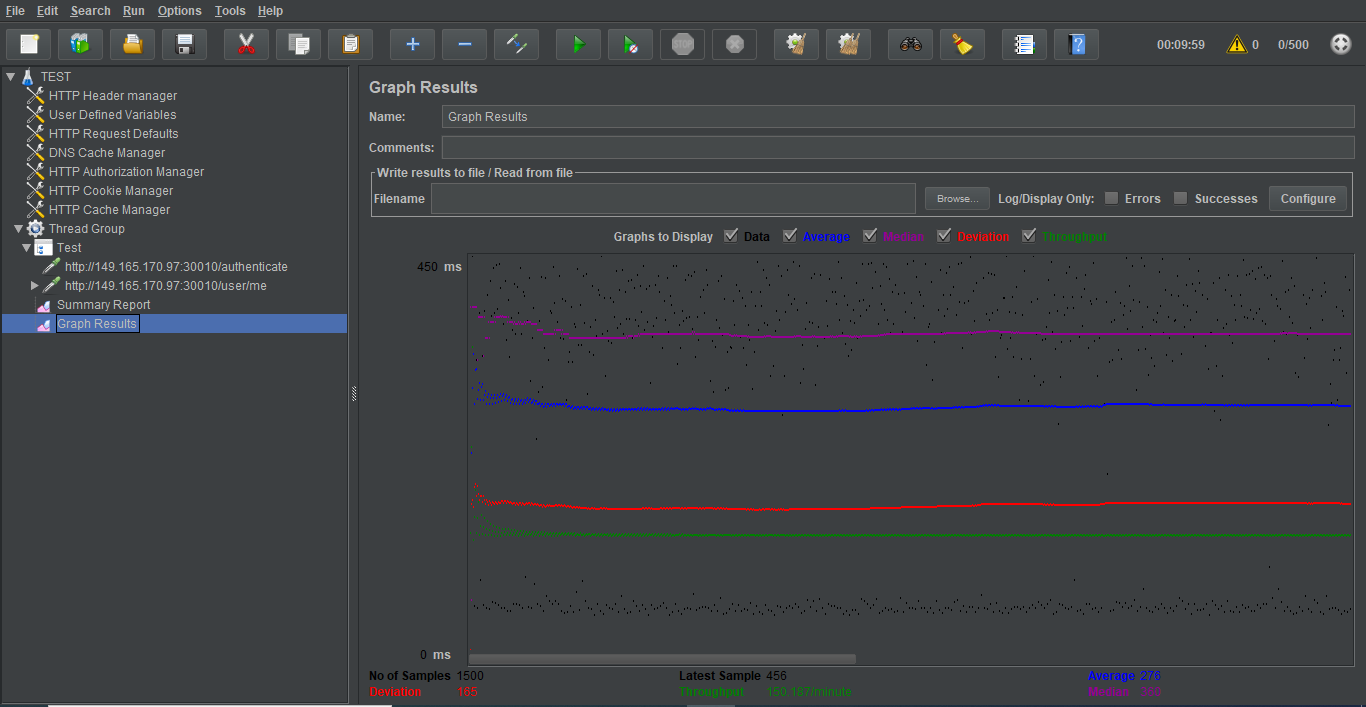 File Edit Search Run Options Tools Help
STOP 00:09:59 0 0/500
TEST
HTTP Header manager
User Defined Variables
HTTP Request Defaults
DNS Cache Manager
HTTP Authorization Manager
HTTP Cookie Manager
HTTP Cache Manager
Thread Group
Test
http://149.165.170.97:30010/authenticate
http://149.165.170.97:30010/user/me
Summary Report
Graph Results
Graph Results
Name: Graph Results
Comments:
Write results to file / Read from file
Filename Browse... Log/Display Only: Errors Successes Configure
Graphs to Display Data Average Median Deviation Throughput
450 ms
0 ms
No of Samples 1500 Latest Sample 456 Average 276
Deviation 165 Throughput 150.187/minute Median